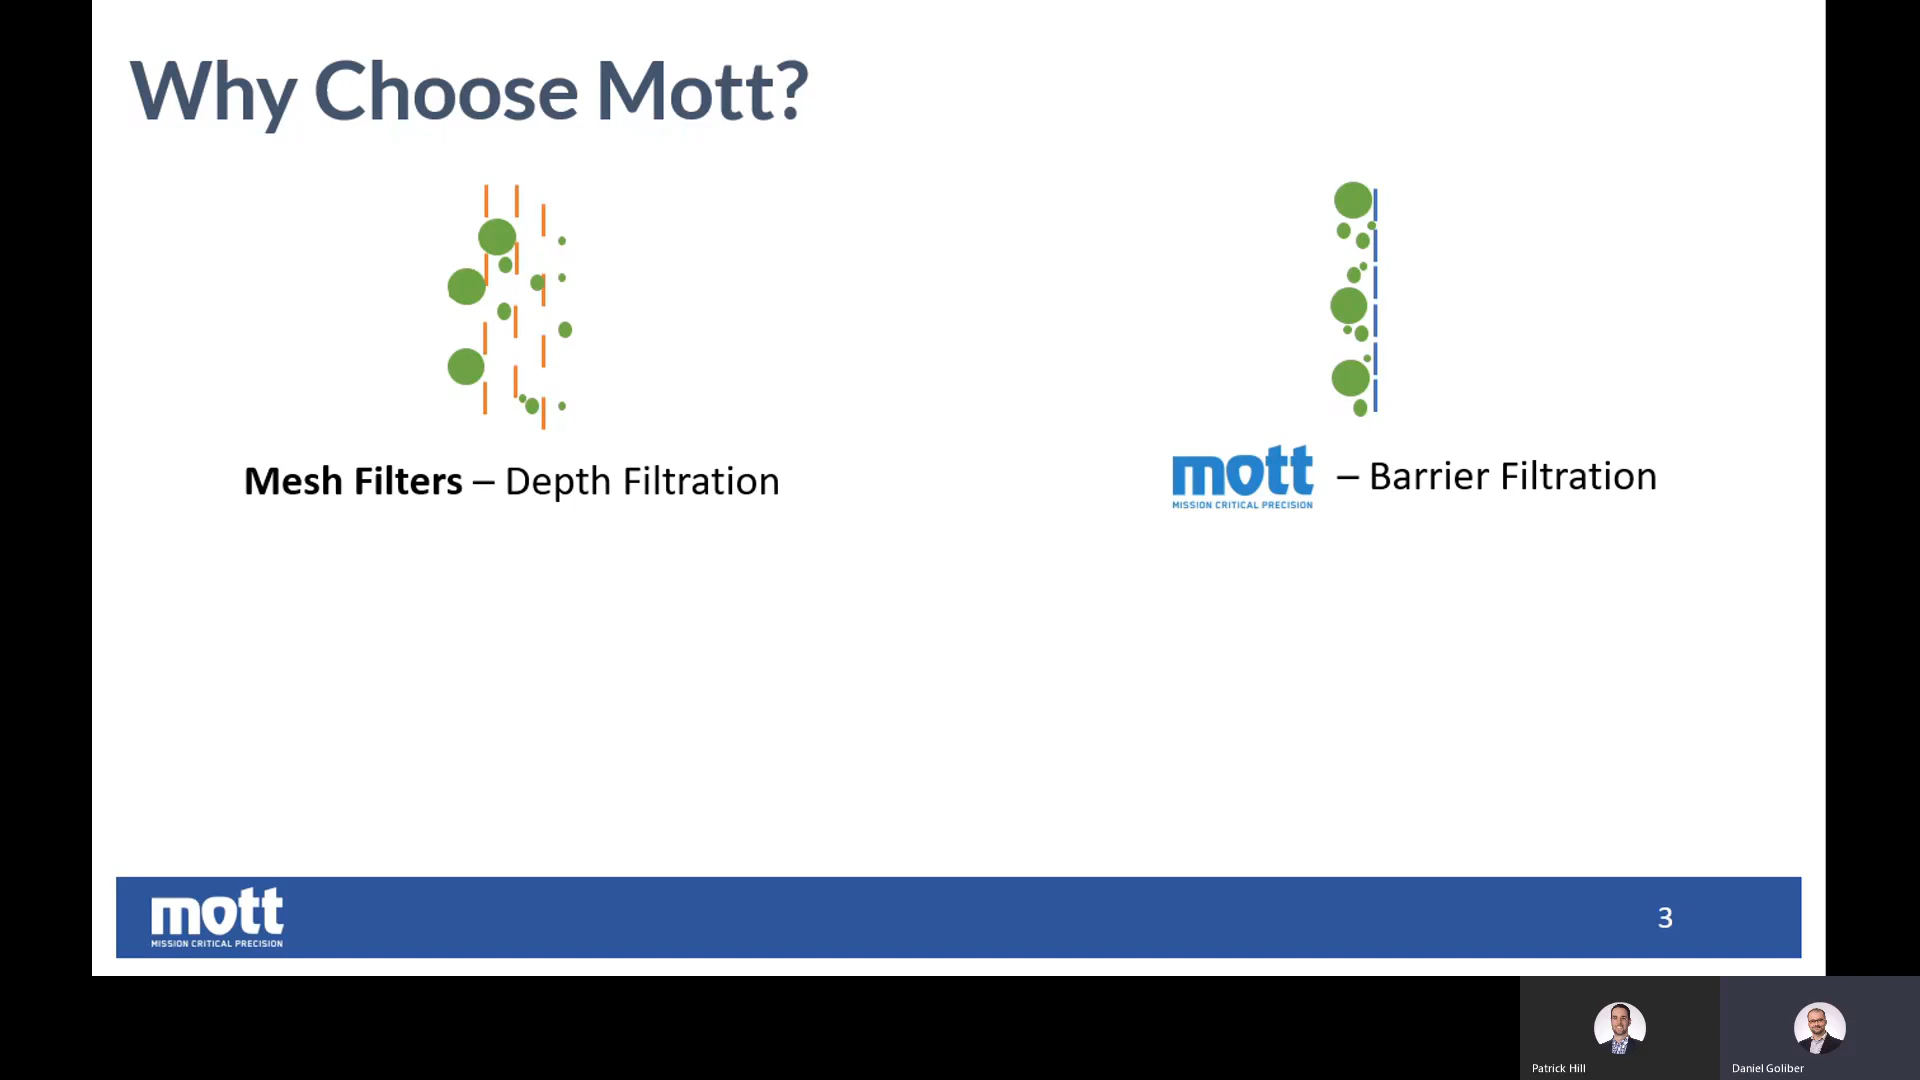 Why Choose Mott?
Mesh Filters – Depth Filtration
mott – Barrier Filtration
MISSION CRITICAL PRECISION
mott
MISSION CRITICAL PRECISION
3
Patrick Hill
Daniel Goliber